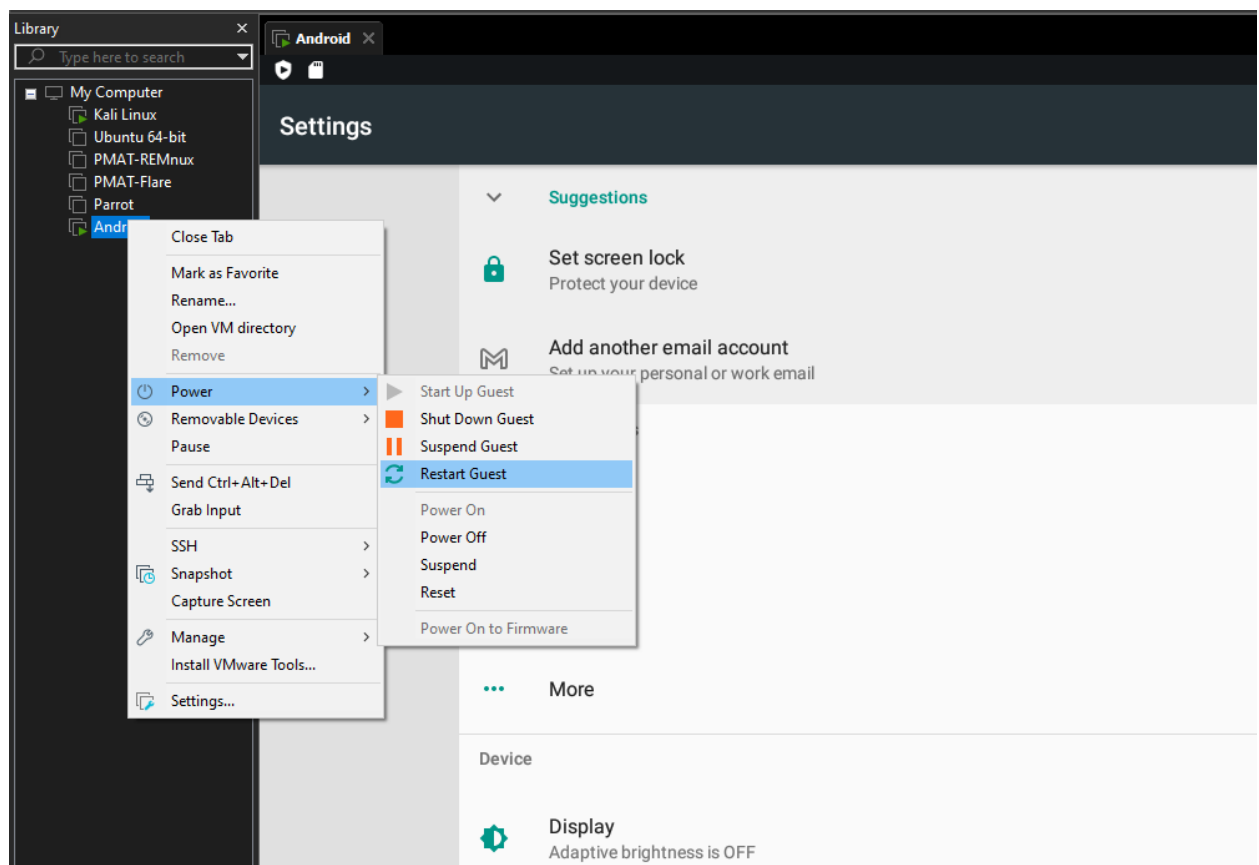 Library
Type here to search
My Computer
Kali Linux
Ubuntu 64-bit
PMAT-REMnux
PMAT-Flare
Parrot
Andr
Close Tab
Mark as Favorite
Rename...
Open VM directory
Remove
Power
Removable Devices
Pause
Send Ctrl+Alt+Del
Grab Input
SSH
Snapshot
Capture Screen
Manage
Install VMware Tools...
Settings...
Start Up Guest
Shut Down Guest
Suspend Guest
Restart Guest
Power On
Power Off
Suspend
Reset
Power On to Firmware
Android
Settings
Suggestions
Set screen lock
Protect your device
Add another email account
Set up your personal or work email
More
Device
Display
Adaptive brightness is OFF